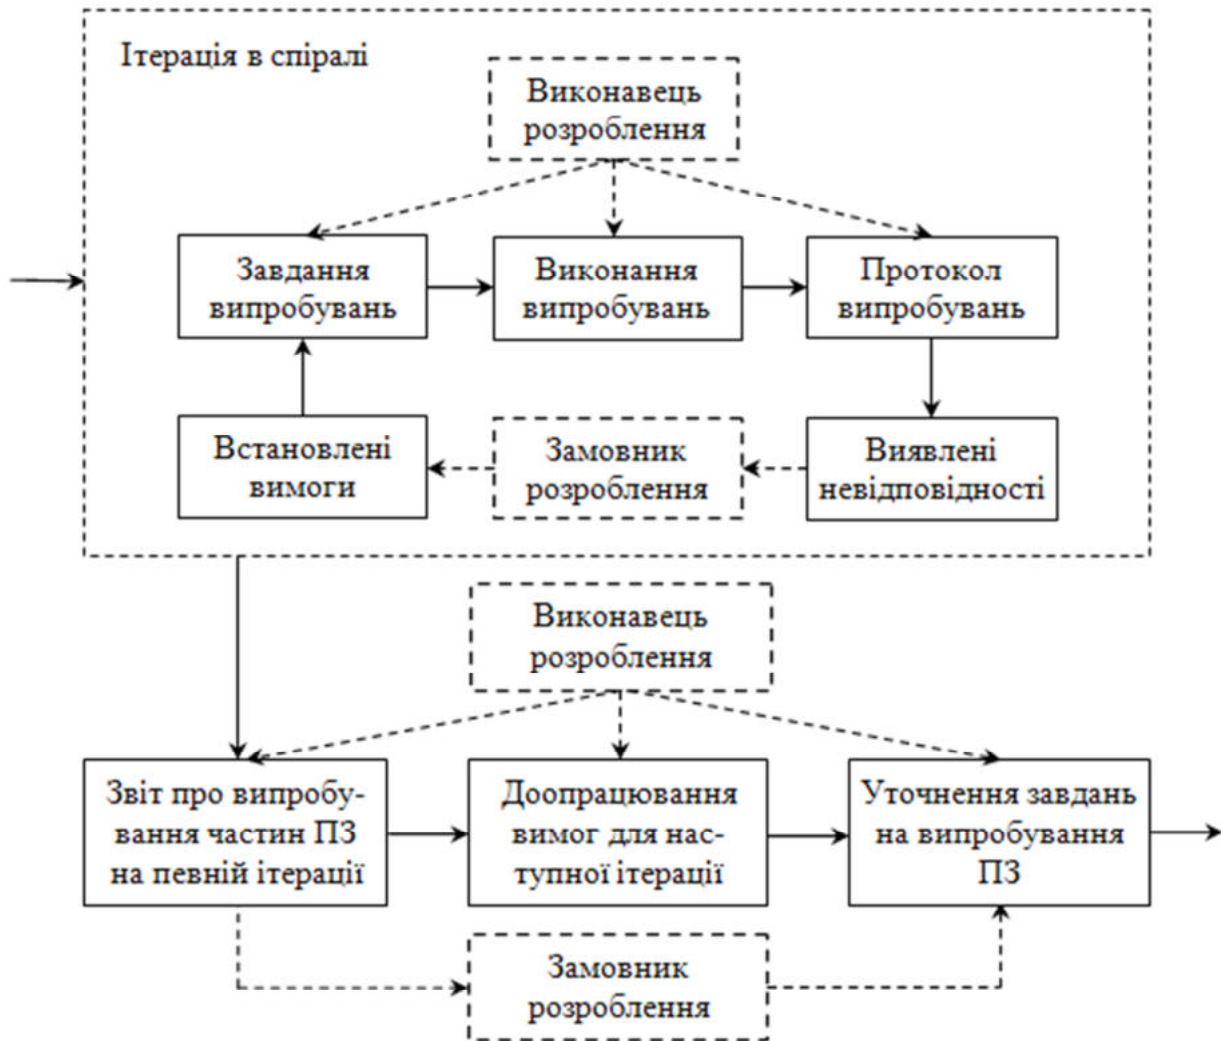 Ітерація в спіралі
Виконавець
розроблення
Завдання
випробувань
Виконання
випробувань
Протокол
випробувань
Встановлені
вимоги
Замовник
розроблення
Виявлені
невідповідності
Виконавець
розроблення
Звіт про випробу-
вання частин ПЗ
на певній ітерації
Доопрацювання
вимог для нас-
тупної ітерації
Уточнення завдань
на випробування
ПЗ
Замовник
розроблення